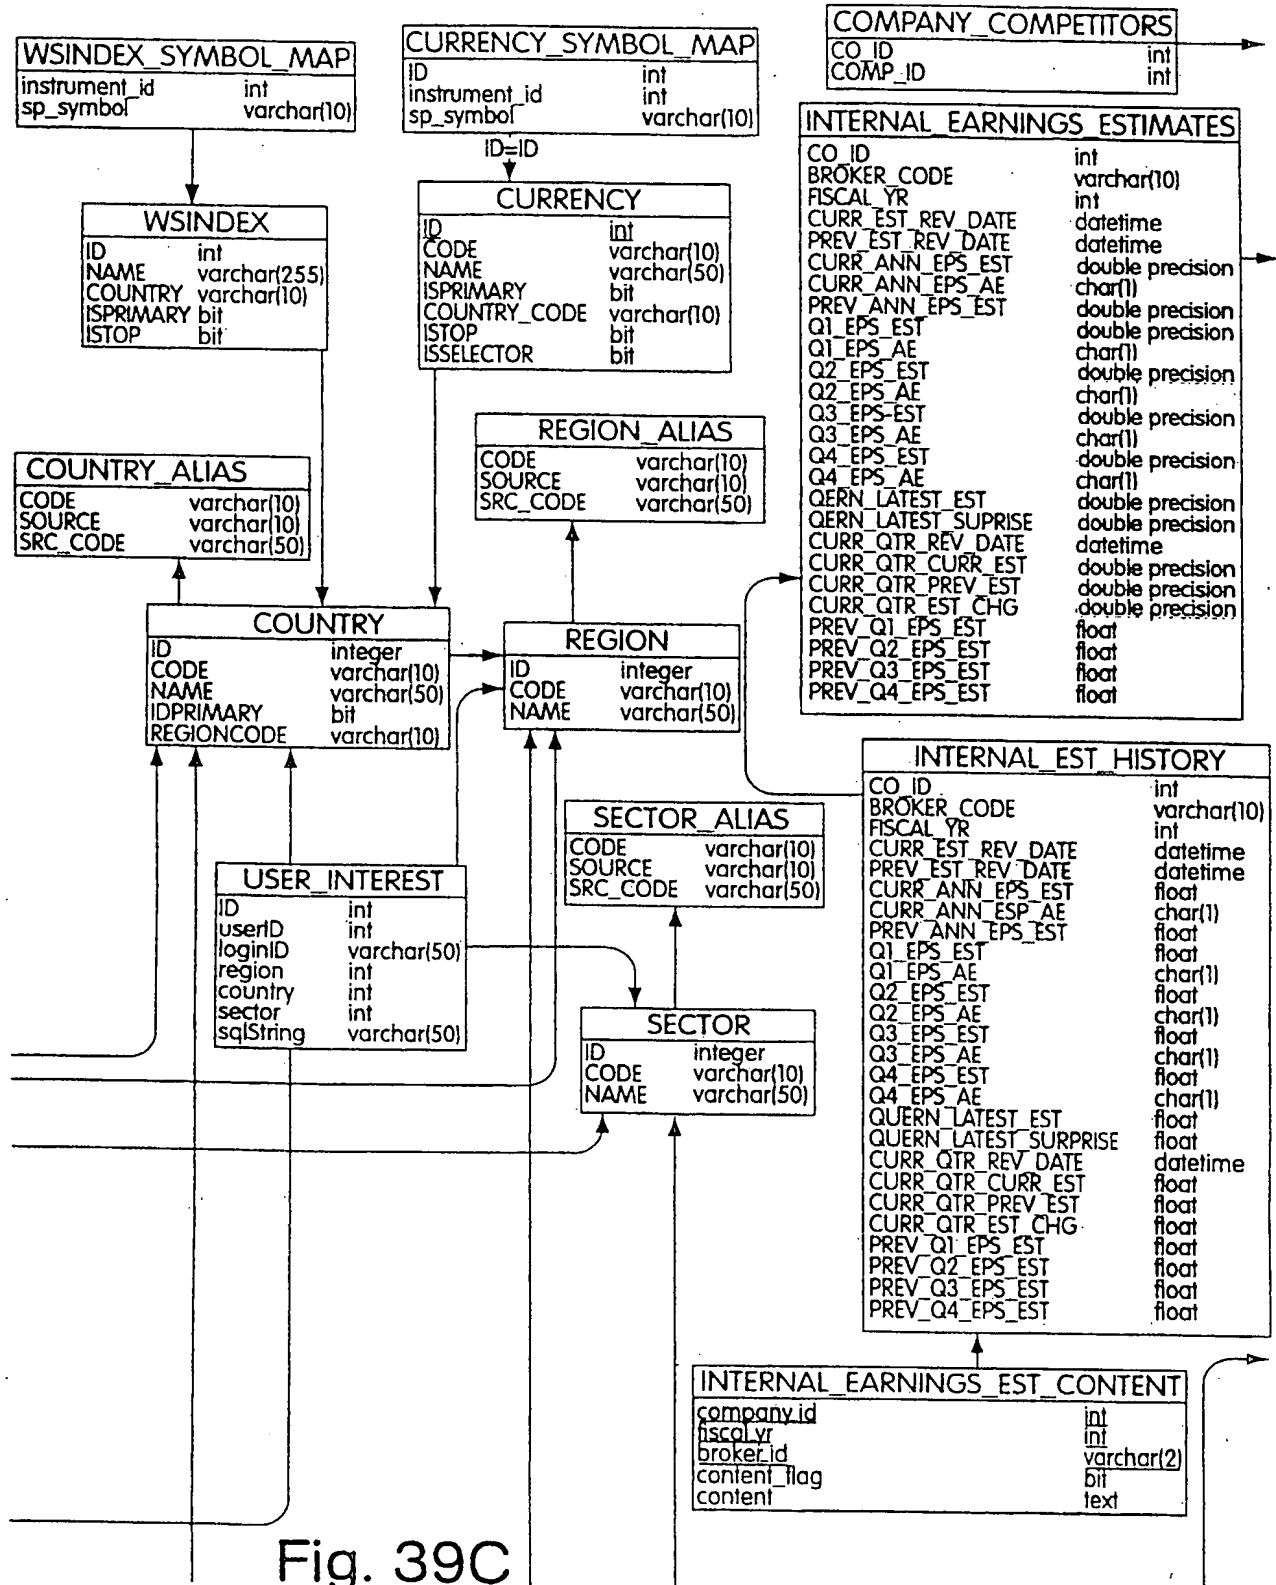 WSINDEX_SYMBOL_MAP
instrument_id int
sp_symbol varchar(10)
CURRENCY_SYMBOL_MAP
ID int
instrument_id int
sp_symbol varchar(10)
ID=ID
COMPANY_COMPETITORS
CO_ID int
COMP_ID int
WSINDEX
ID int
NAME varchar(255)
COUNTRY varchar(10)
ISPRIMARY bit
ISTOP bit
CURRENCY
ID int
CODE varchar(10)
NAME varchar(50)
ISPRIMARY bit
COUNTRY_CODE varchar(10)
ISTOP bit
ISSELECTOR bit
INTERNAL_EARNINGS_ESTIMATES
CO_ID int
BROKER_CODE varchar(10)
FISCAL_YR int
CURR_EST_REV_DATE datetime
PREV_EST_REV_DATE datetime
CURR_ANN_EPS_EST double precision
CURR_ANN_EPS_AE char(1)
PREV_ANN_EPS_EST double precision
Q1_EPS_EST double precision
Q1_EPS_AE char(1)
Q2_EPS_EST double precision
Q2_EPS_AE char(1)
Q3_EPS-EST double precision
Q3_EPS_AE char(1)
Q4_EPS_EST double precision
Q4_EPS_AE char(1)
QERN_LATEST_EST double precision
QERN_LATEST_SUPRISE double precision
CURR_QTR_REV_DATE datetime
CURR_QTR_CURR_EST double precision
CURR_QTR_PREV_EST double precision
CURR_QTR_EST_CHG double precision
PREV_Q1_EPS_EST float
PREV_Q2_EPS_EST float
PREV_Q3_EPS_EST float
PREV_Q4_EPS_EST float
COUNTRY_ALIAS
CODE varchar(10)
SOURCE varchar(10)
SRC_CODE varchar(50)
REGION_ALIAS
CODE varchar(10)
SOURCE varchar(10)
SRC_CODE varchar(50)
COUNTRY
ID integer
CODE varchar(10)
NAME varchar(50)
IDPRIMARY bit
REGIONCODE varchar(10)
REGION
ID integer
CODE varchar(10)
NAME varchar(50)
INTERNAL_EST_HISTORY
CO_ID int
BROKER_CODE varchar(10)
FISCAL_YR int
CURR_EST_REV_DATE datetime
PREV_EST_REV_DATE datetime
CURR_ANN_EPS_EST float
CURR_ANN_ESP_AE char(1)
PREV_ANN_EPS_EST float
Q1_EPS_EST float
Q1_EPS_AE char(1)
Q2_EPS_EST float
Q2_EPS_AE char(1)
Q3_EPS_EST float
Q3_EPS_AE char(1)
Q4_EPS_EST float
Q4_EPS_AE char(1)
QUERN_LATEST_EST float
QUERN_LATEST_SURPRISE float
CURR_QTR_REV_DATE datetime
CURR_QTR_CURR_EST float
CURR_QTR_PREV_EST float
CURR_QTR_EST_CHG float
PREV_Q1_EPS_EST float
PREV_Q2_EPS_EST float
PREV_Q3_EPS_EST float
PREV_Q4_EPS_EST float
SECTOR_ALIAS
CODE varchar(10)
SOURCE varchar(10)
SRC_CODE varchar(50)
USER_INTEREST
ID int
userID int
loginID varchar(50)
region int
country int
sector int
sqlString varchar(50)
SECTOR
ID integer
CODE varchar(10)
NAME varchar(50)
INTERNAL_EARNINGS_EST_CONTENT
company_id int
fiscal_yr int
broker_id varchar(2)
content_flag bit
content text
Fig. 39C